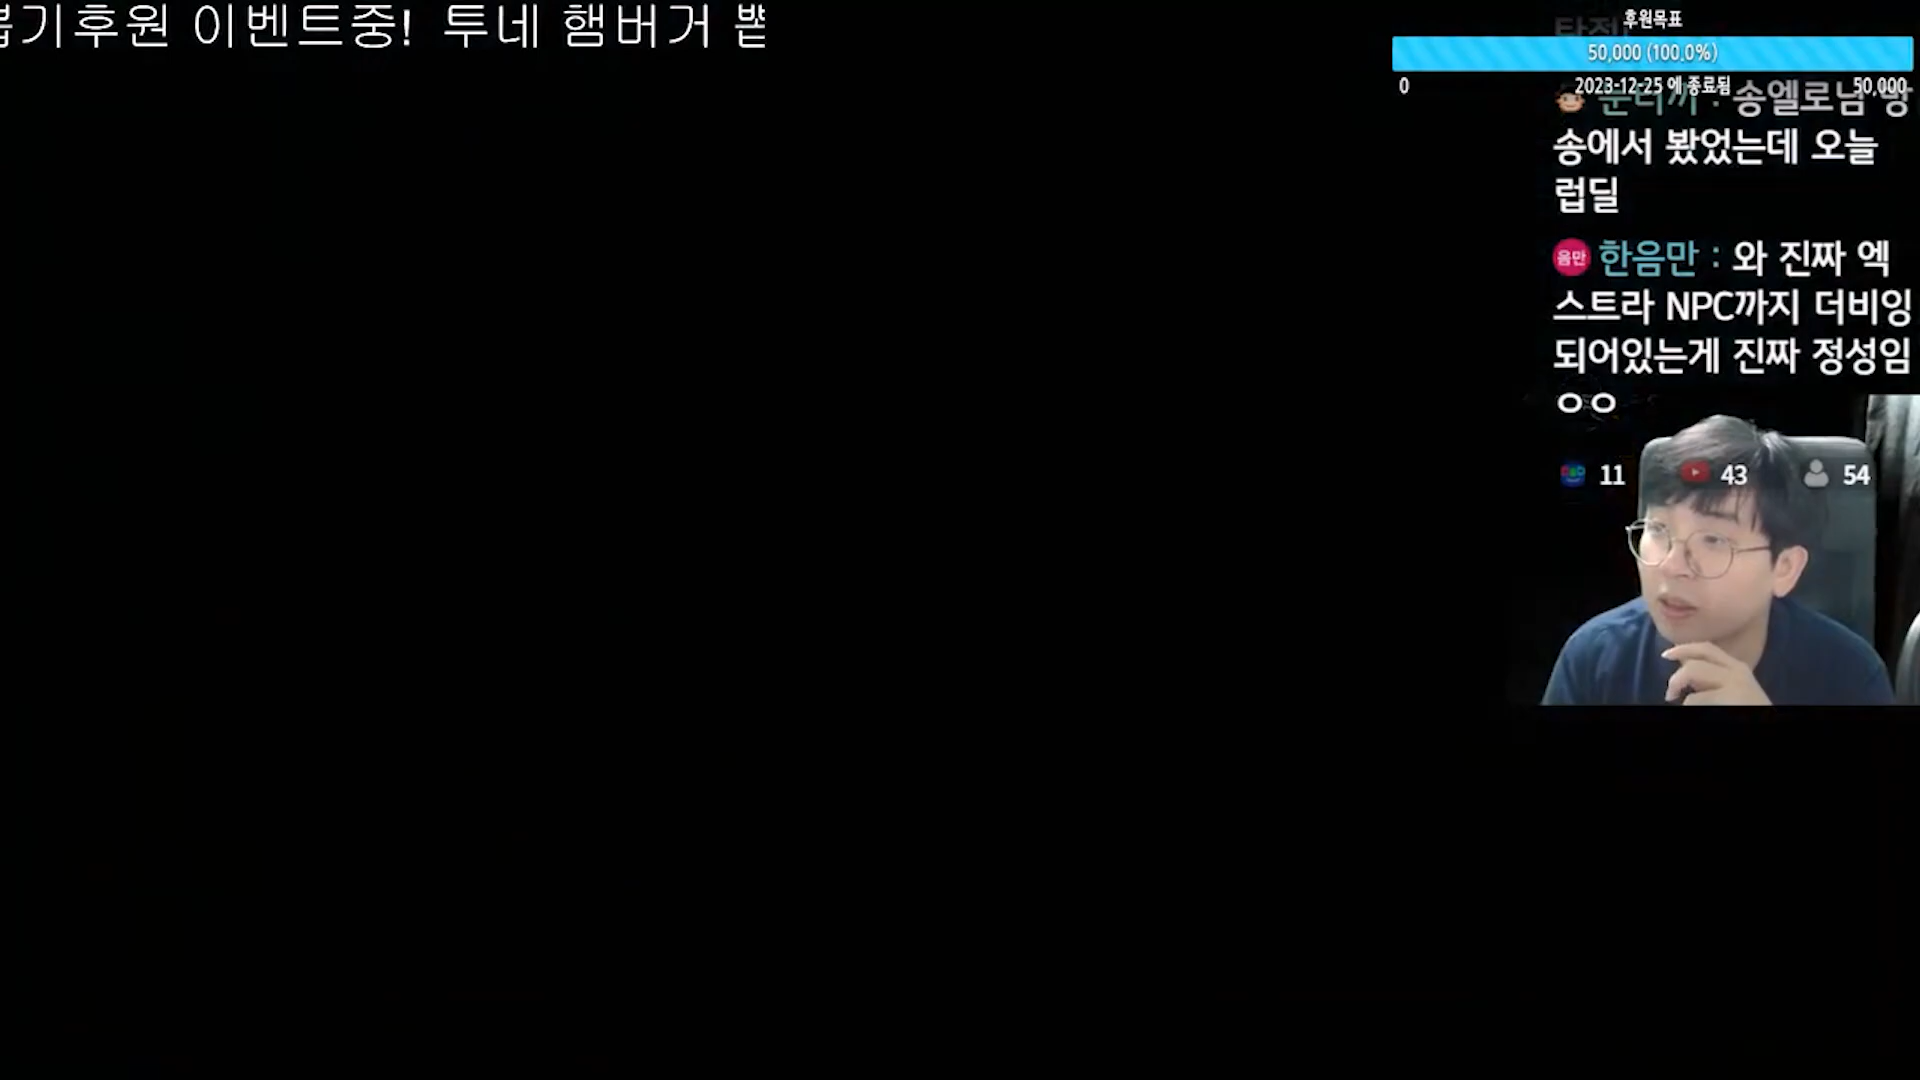 뽑기후원 이벤트중! 투네 햄버거 뽑
후원목표
50,000 (100.0%)
0
2023-12-25 에 종료됨
50,000
: 송엘로님 방
송에서 봤었는데 오늘
럽딜
음만 한음만 : 와 진짜 엑
스트라 NPC까지 더비잉
되어있는게 진짜 정성임
ㅇㅇ
11
43
54